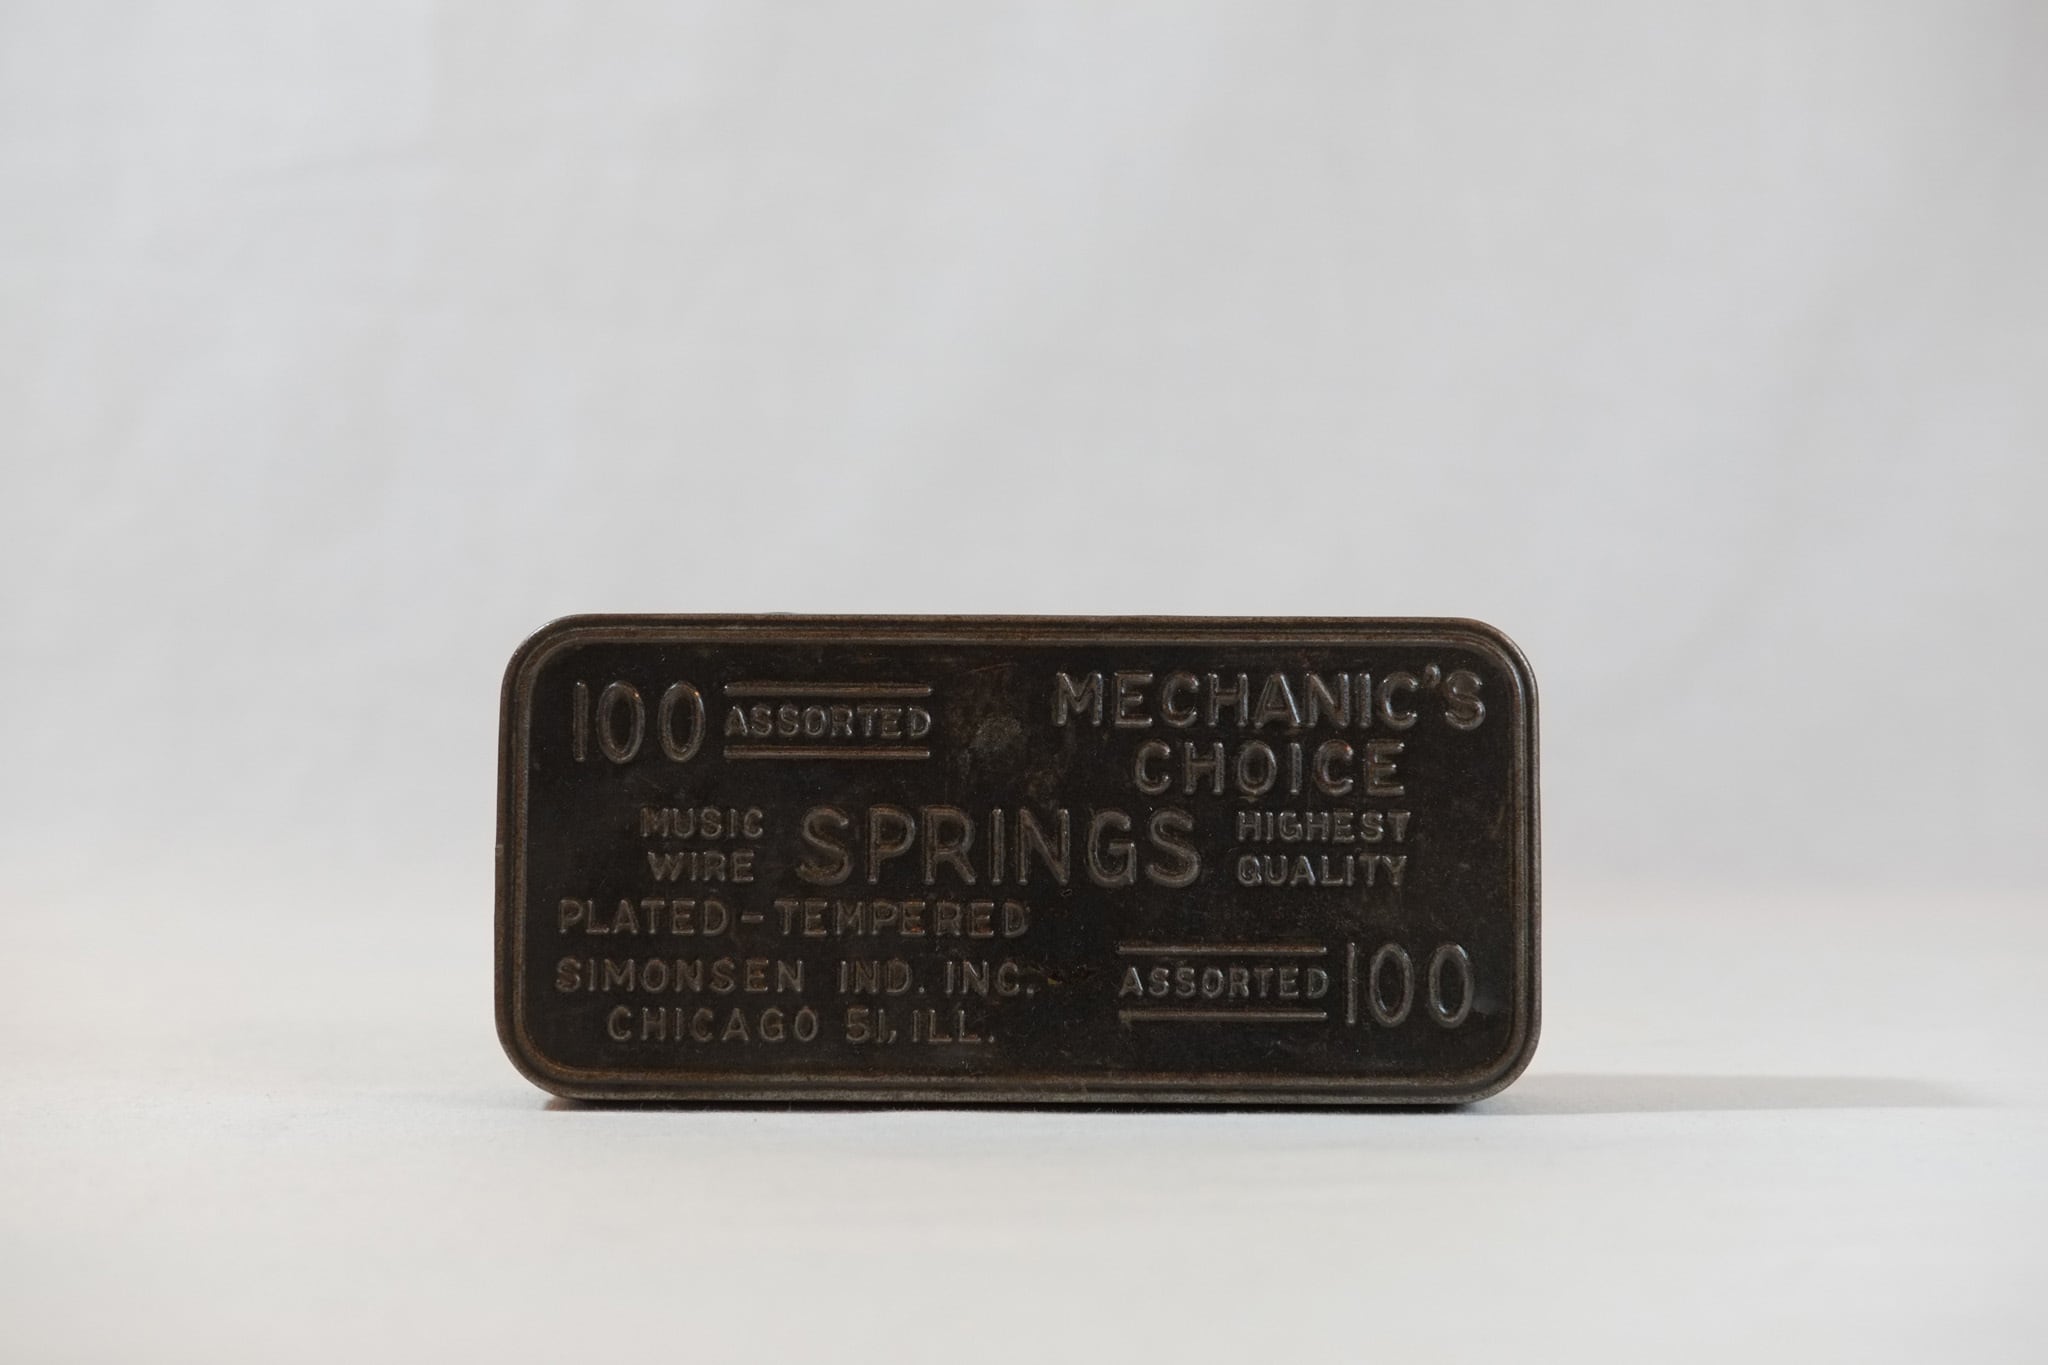 100 ASSORTED
MECHANIC'S
CHOICE
MUSIC
WIRE
SPRINGS
HIGHEST
QUALITY
PLATED-TEMPERED
SIMONSEN IND. INC.
CHICAGO 51, ILL.
ASSORTED 100